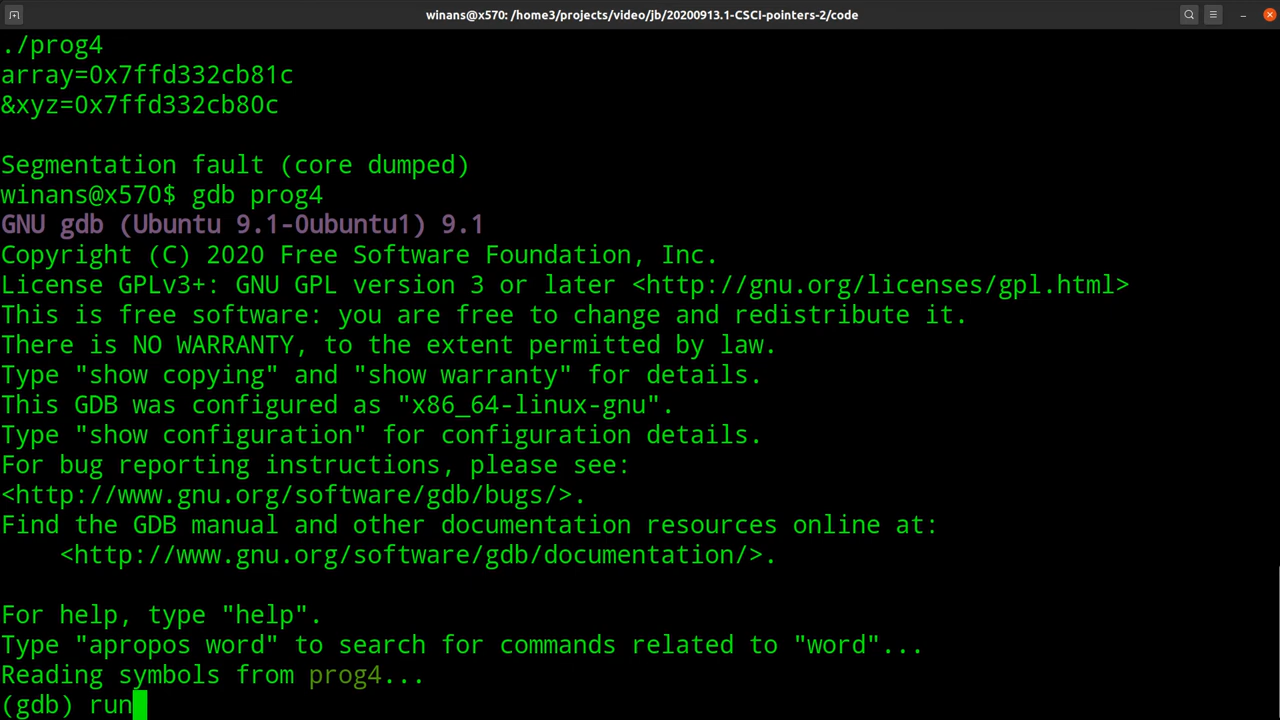 winans@x570: /home3/projects/video/jb/20200913.1-CSCI-pointers-2/code
./prog4
array=0x7ffd332cb81c
&xyz=0x7ffd332cb80c
Segmentation fault (core dumped)
winans@x570$ gdb prog4
GNU gdb (Ubuntu 9.1-0ubuntu1) 9.1
Copyright (C) 2020 Free Software Foundation, Inc.
License GPLv3+: GNU GPL version 3 or later <http://gnu.org/licenses/gpl.html>
This is free software: you are free to change and redistribute it.
There is NO WARRANTY, to the extent permitted by law.
Type "show copying" and "show warranty" for details.
This GDB was configured as "x86_64-linux-gnu".
Type "show configuration" for configuration details.
For bug reporting instructions, please see:
<http://www.gnu.org/software/gdb/bugs/>.
Find the GDB manual and other documentation resources online at:
    <http://www.gnu.org/software/gdb/documentation/>.
For help, type "help".
Type "apropos word" to search for commands related to "word"...
Reading symbols from prog4...
(gdb) run